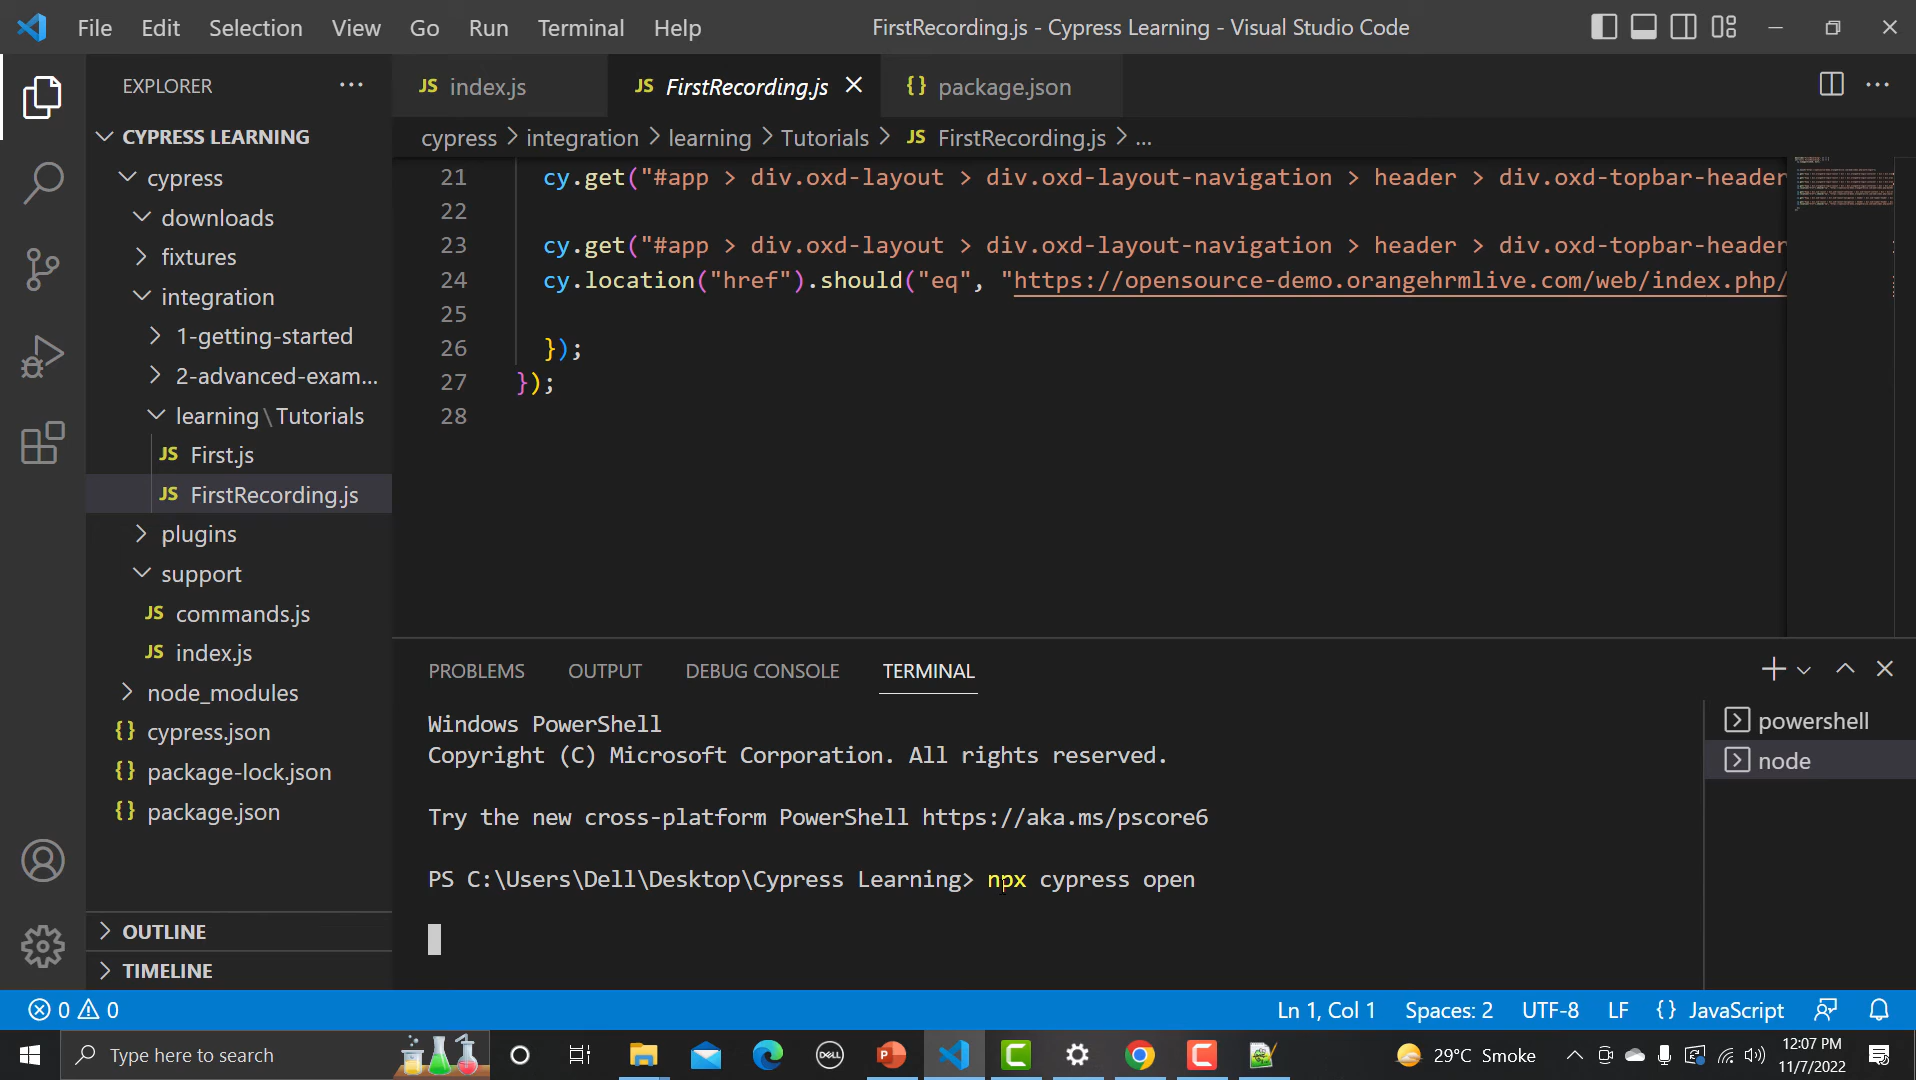 File Edit Selection View Go Run Terminal Help
FirstRecording.js - Cypress Learning - Visual Studio Code
EXPLORER ···
CYPRESS LEARNING
cypress
downloads
fixtures
integration
1-getting-started
2-advanced-exam...
learning\Tutorials
JS First.js
JS FirstRecording.js
plugins
support
JS commands.js
JS index.js
node_modules
{} cypress.json
{} package-lock.json
{} package.json
OUTLINE
TIMELINE
JS index.js
JS FirstRecording.js
{} package.json
cypress > integration > learning > Tutorials > JS FirstRecording.js > ...
21 cy.get("#app > div.oxd-layout > div.oxd-layout-navigation > header > div.oxd-topbar-header
22
23 cy.get("#app > div.oxd-layout > div.oxd-layout-navigation > header > div.oxd-topbar-header
24 cy.location("href").should("eq", "https://opensource-demo.orangehrmlive.com/web/index.php/
25
26 });
27 });
28
PROBLEMS OUTPUT DEBUG CONSOLE TERMINAL
Windows PowerShell
Copyright (C) Microsoft Corporation. All rights reserved.
Try the new cross-platform PowerShell https://aka.ms/pscore6
PS C:\Users\Dell\Desktop\Cypress Learning> npx cypress open
powershell
node
0 0
Ln 1, Col 1 Spaces: 2 UTF-8 LF {} JavaScript
Type here to search
DELL
29°C Smoke
12:07 PM
11/7/2022